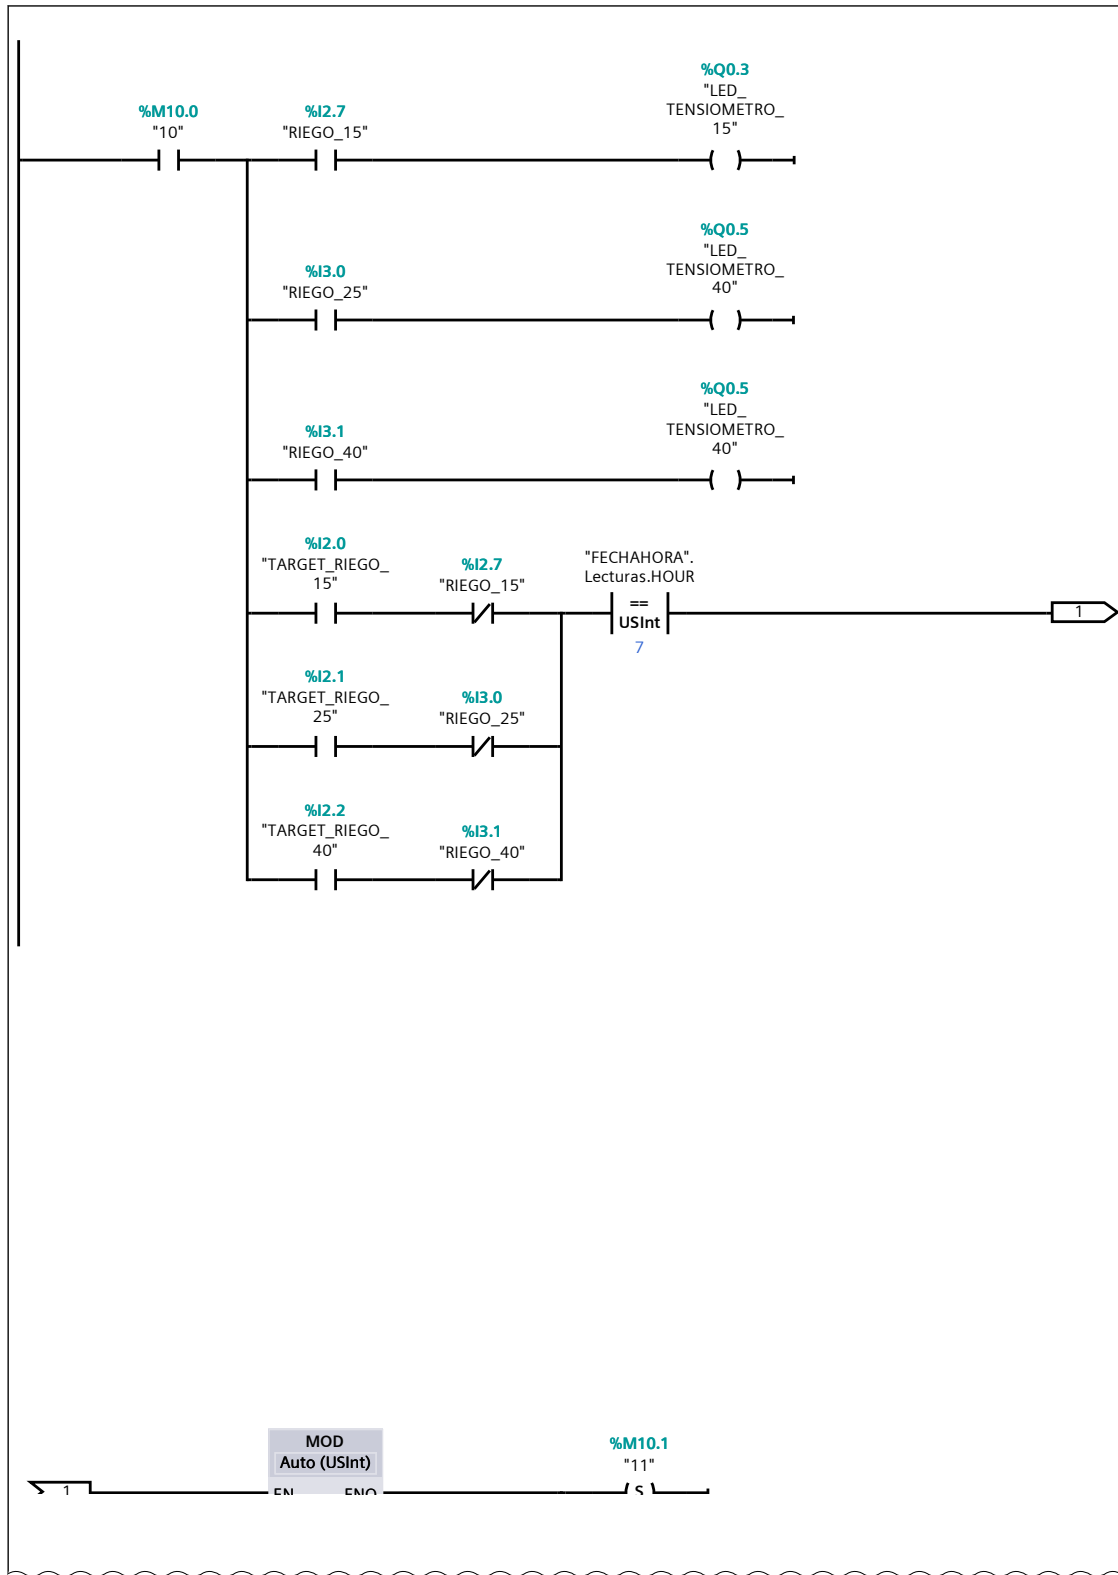 %Q0.3
"LED_
TENSIOMETRO_
15"
%M10.0
"10"
%I2.7
"RIEGO_15"
%Q0.5
"LED_
TENSIOMETRO_
40"
%I3.0
"RIEGO_25"
%Q0.5
"LED_
TENSIOMETRO_
40"
%I3.1
"RIEGO_40"
%I2.0
"TARGET_RIEGO_
15"
%I2.7
"RIEGO_15"
"FECHAHORA".
Lecturas.HOUR
==
USInt
7
1
%I2.1
"TARGET_RIEGO_
25"
%I3.0
"RIEGO_25"
%I2.2
"TARGET_RIEGO_
40"
%I3.1
"RIEGO_40"
MOD
Auto (USInt)
%M10.1
"11"
1
EN ENO
S